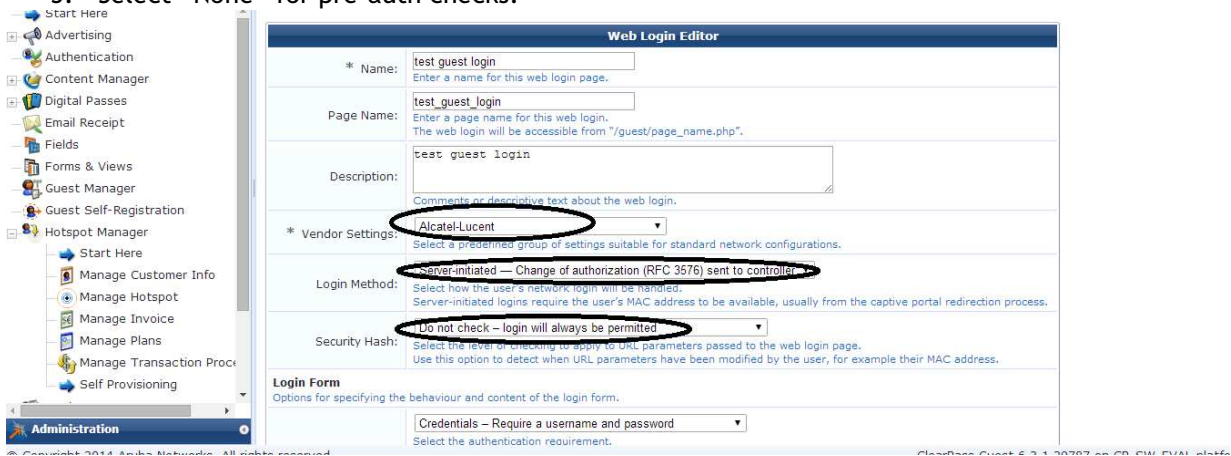 Select "None" for pre-auth checks.
Start Here
Advertising
Authentication
Content Manager
Digital Passes
Email Receipt
Fields
Forms & Views
Guest Manager
Guest Self-Registration
Hotspot Manager
Start Here
Manage Customer Info
Manage Hotspot
Manage Invoice
Manage Plans
Manage Transaction Proce
Self Provisioning
Administration
Web Login Editor
* Name:
test guest login
Enter a name for this web login page.
Page Name:
test_guest_login
Enter a page name for this web login.
The web login will be accessible from "/guest/page_name.php".
Description:
test guest login
Comments or descriptive text about the web login.
* Vendor Settings:
Alcatel-Lucent
Select a predefined group of settings suitable for standard network configurations.
Login Method:
Server-initiated — Change of authorization (RFC 3576) sent to controller
Select how the user's network login will be handled.
Server-initiated logins require the user's MAC address to be available, usually from the captive portal redirection process.
Security Hash:
Do not check – login will always be permitted
Select the level of checking to apply to URL parameters passed to the web login page.
Use this option to detect when URL parameters have been modified by the user, for example their MAC address.
Login Form
Options for specifying the behaviour and content of the login form.
Credentials – Require a username and password
Select the authentication requirement.
© Copyright 2014 Aruba Networks. All rights reserved.
ClearPass Guest 6.3.1.29787 on CP-SW-EVAL platf